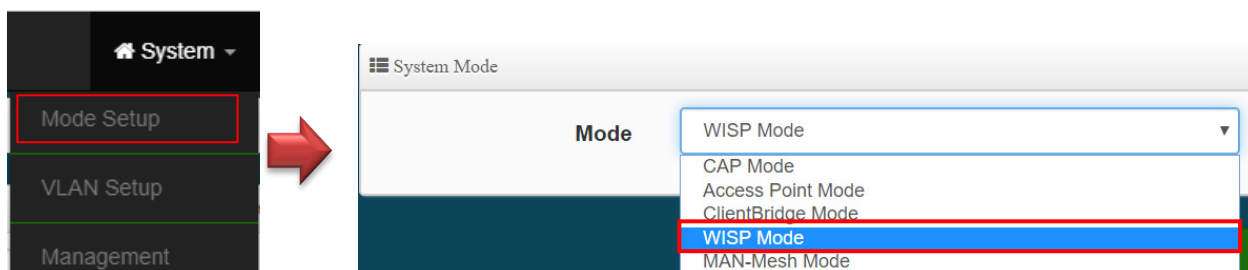 System
Mode Setup
VLAN Setup
Management
System Mode
Mode
WISP Mode
CAP Mode
Access Point Mode
ClientBridge Mode
WISP Mode
MAN-Mesh Mode